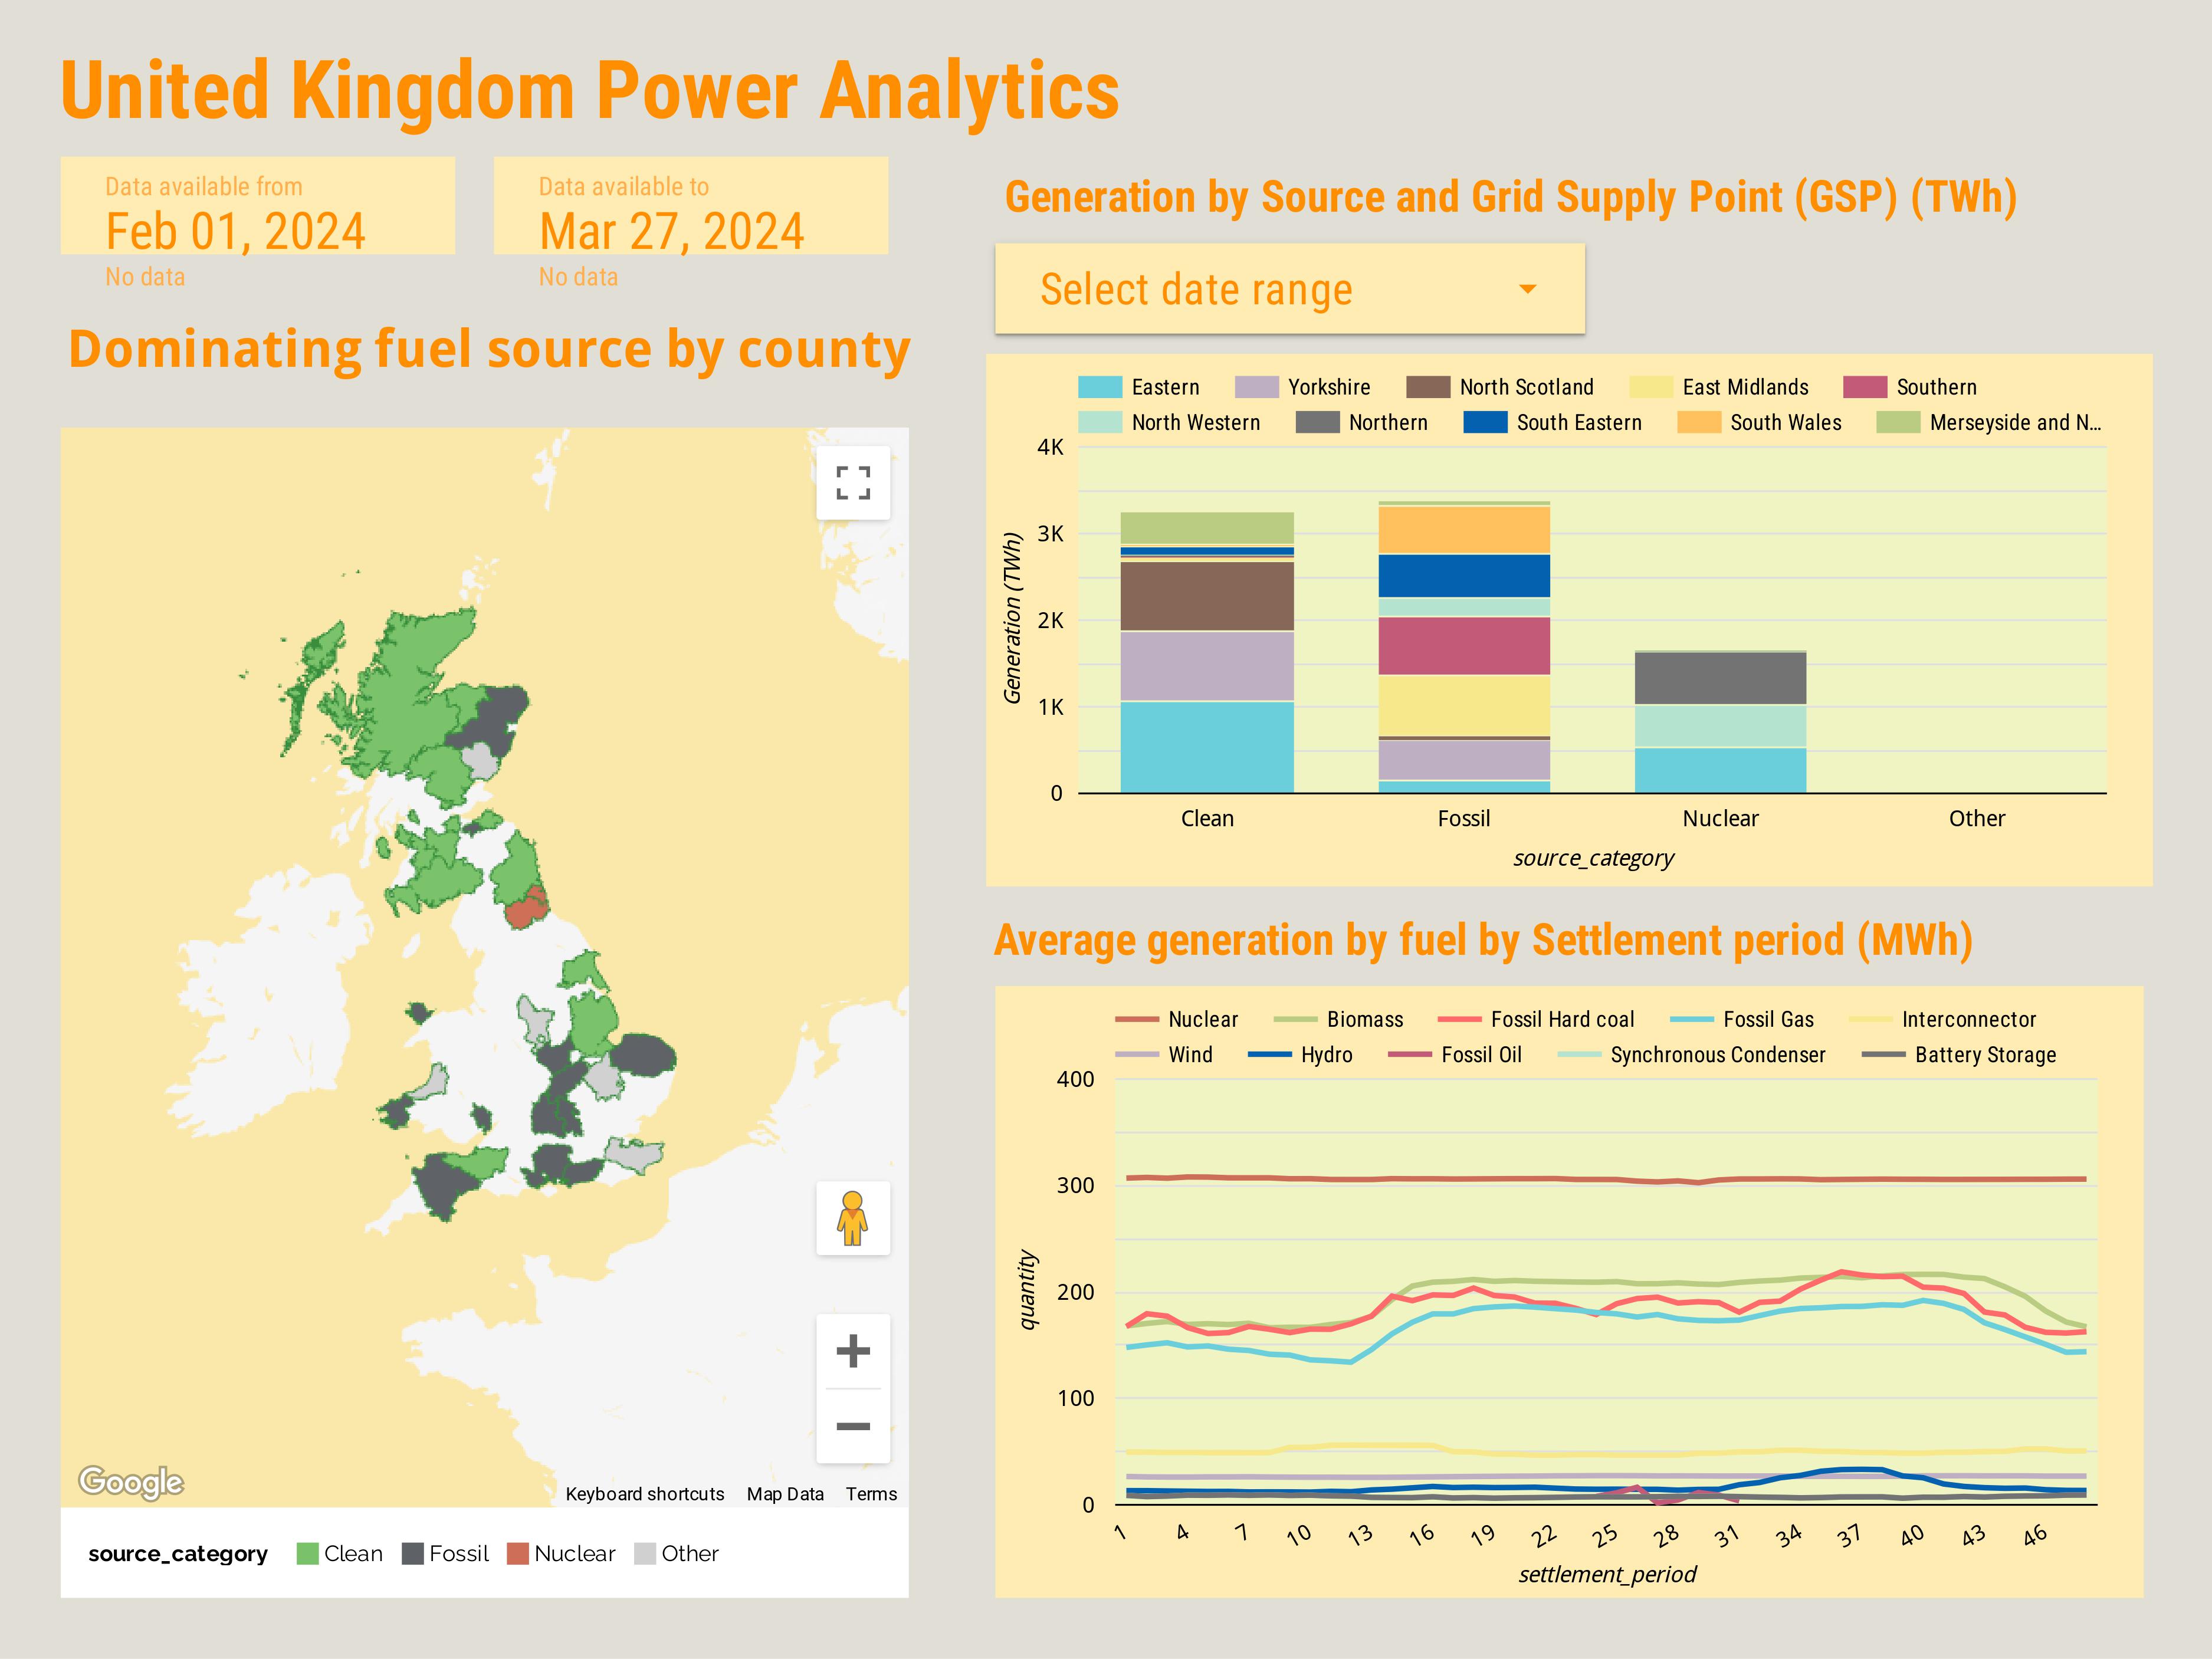 United Kingdom Power Analytics
Data available from
Feb 01, 2024
No data
Data available to
Mar 27, 2024
No data
Dominating fuel source by county
Google
Keyboard shortcuts Map Data Terms
source_category Clean Fossil Nuclear Other
Generation by Source and Grid Supply Point (GSP) (TWh)
Select date range
Eastern Yorkshire North Scotland East Midlands Southern
North Western Northern South Eastern South Wales Merseyside and N...
Generation (TWh)
4K
3K
2K
1K
0
Clean Fossil Nuclear Other
source_category
Average generation by fuel by Settlement period (MWh)
Nuclear Biomass Fossil Hard coal Fossil Gas Interconnector
Wind Hydro Fossil Oil Synchronous Condenser Battery Storage
quantity
400
300
200
100
0
1 4 7 10 13 16 19 22 25 28 31 34 37 40 43 46
settlement_period